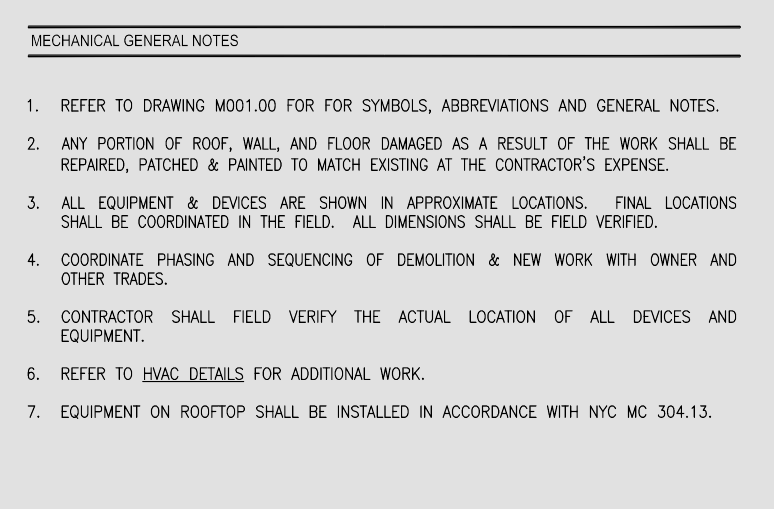 MECHANICAL GENERAL NOTES
1. REFER TO DRAWING M001.00 FOR FOR SYMBOLS, ABBREVIATIONS AND GENERAL NOTES.
2. ANY PORTION OF ROOF, WALL, AND FLOOR DAMAGED AS A RESULT OF THE WORK SHALL BE
REPAIRED, PATCHED & PAINTED TO MATCH EXISTING AT THE CONTRACTOR'S EXPENSE.
3. ALL EQUIPMENT & DEVICES ARE SHOWN IN APPROXIMATE LOCATIONS. FINAL LOCATIONS
SHALL BE COORDINATED IN THE FIELD. ALL DIMENSIONS SHALL BE FIELD VERIFIED.
4. COORDINATE PHASING AND SEQUENCING OF DEMOLITION & NEW WORK WITH OWNER AND
OTHER TRADES.
5. CONTRACTOR SHALL FIELD VERIFY THE ACTUAL LOCATION OF ALL DEVICES AND
EQUIPMENT.
6. REFER TO HVAC DETAILS FOR ADDITIONAL WORK.
7. EQUIPMENT ON ROOFTOP SHALL BE INSTALLED IN ACCORDANCE WITH NYC MC 304.13.